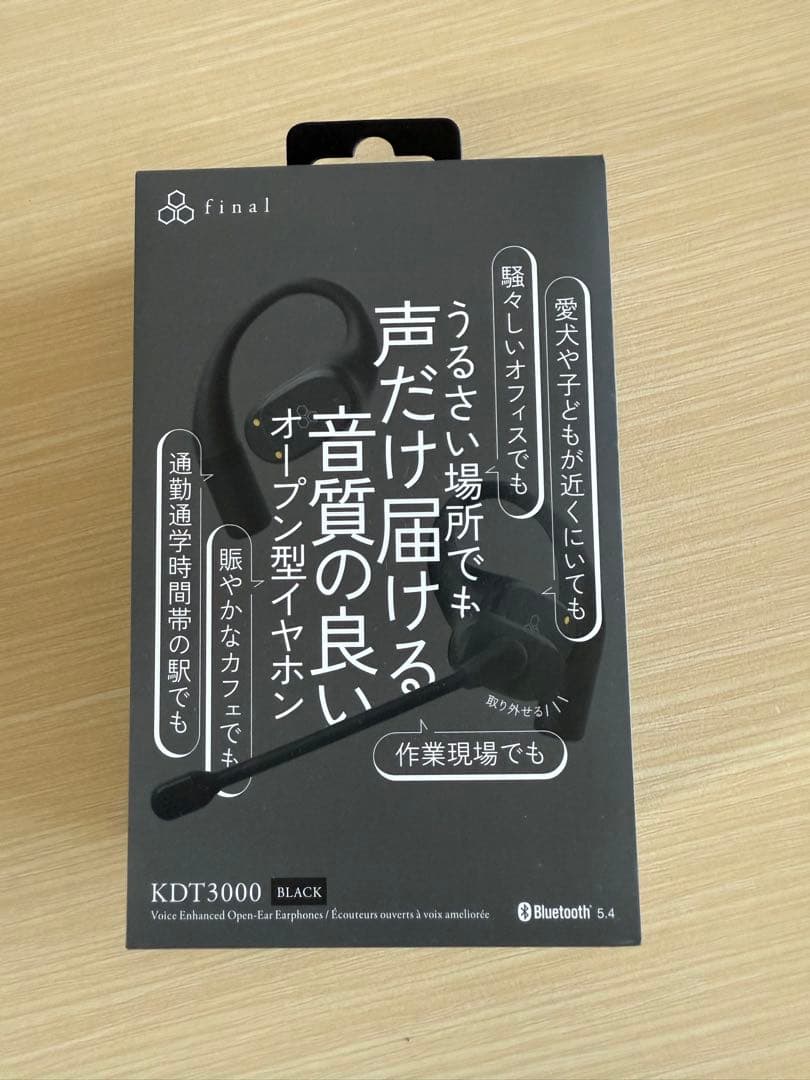 final
愛犬や子どもが近くにいても
騒々しいオフィスでも
うるさい場所でも
声だけ届ける
音質の良い
オープン型イヤホン
賑やかなカフェでも
通勤通学時間帯の駅でも
取り外せる
作業現場でも
KDT3000 BLACK
Voice Enhanced Open-Ear Earphones / Écouteurs ouverts à voix ameliorée
Bluetooth 5.4